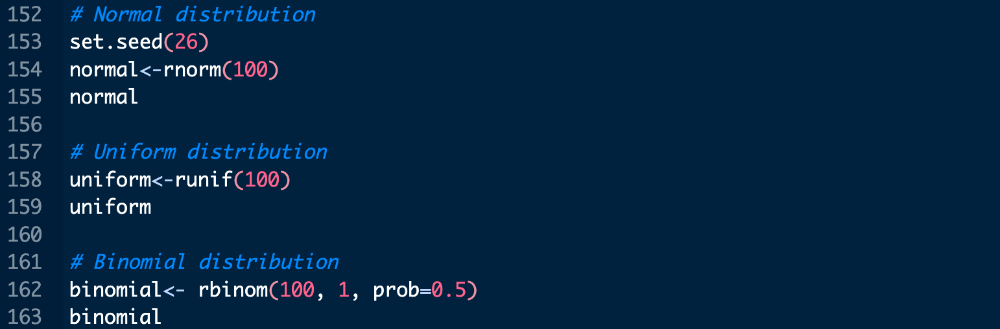 152 # Normal distribution
153 set.seed(26)
154 normal<-rnorm(100)
155 normal
156
157 # Uniform distribution
158 uniform<-runif(100)
159 uniform
160
161 # Binomial distribution
162 binomial<- rbinom(100, 1, prob=0.5)
163 binomial